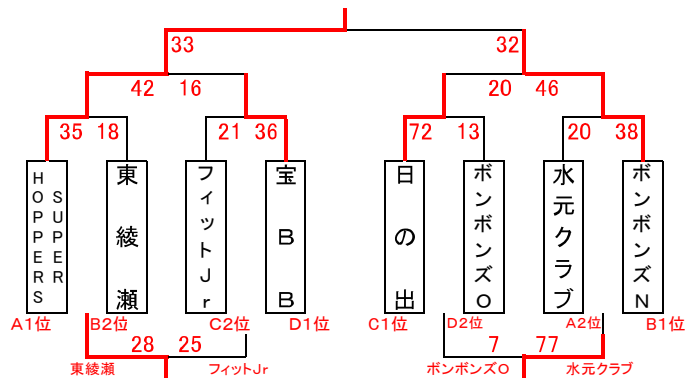 33 32
42 16 20 46
35 18 21 36 72 13 20 38
SUPER
HOPPERS
東綾瀬
フィットJr
宝BB
日の出
ボンボンズO
水元クラブ
ボンボンズN
A1位 B2位 C2位 D1位 C1位 D2位 A2位 B1位
28 25 7 77
東綾瀬 フィットJr ボンボンズO 水元クラブ